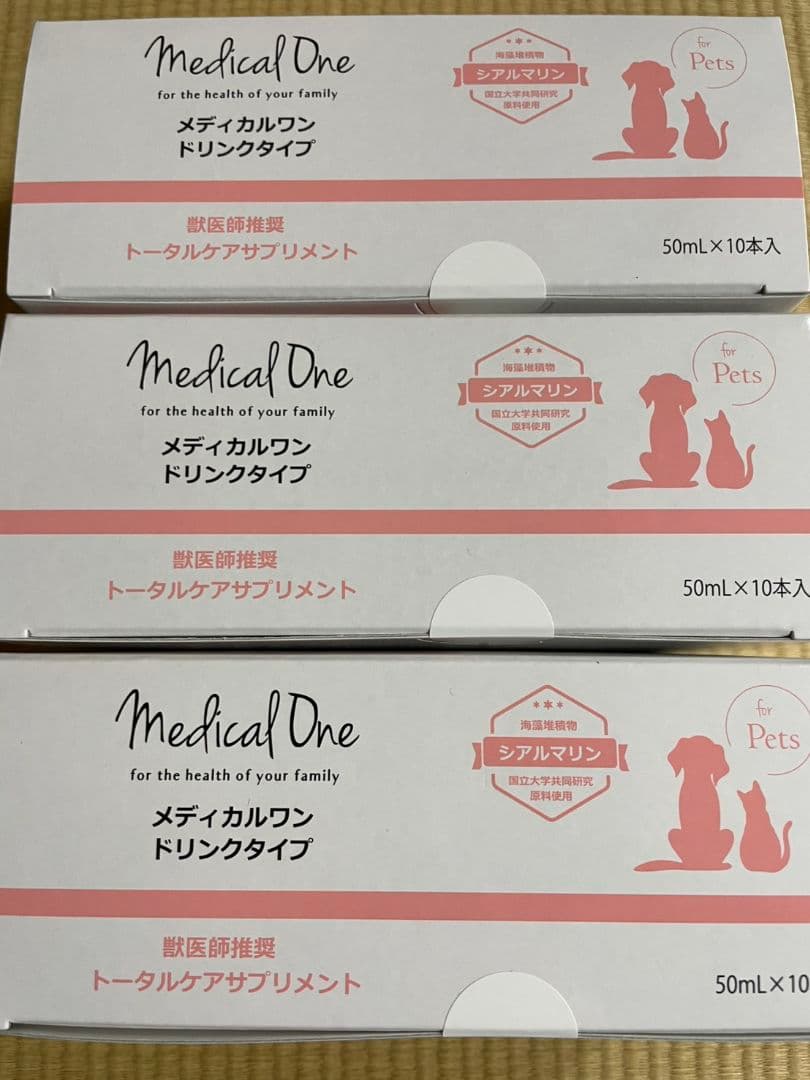 Medical One
for the health of your family
メディカルワン
ドリンクタイプ
海藻堆積物
シアルマリン
国立大学共同研究
原料使用
for
Pets
獣医師推奨
トータルケアサプリメント
50mL×10本入
Medical One
for the health of your family
メディカルワン
ドリンクタイプ
海藻堆積物
シアルマリン
国立大学共同研究
原料使用
for
Pets
獣医師推奨
トータルケアサプリメント
50mL×10本入
Medical One
for the health of your family
メディカルワン
ドリンクタイプ
海藻堆積物
シアルマリン
国立大学共同研究
原料使用
for
Pets
獣医師推奨
トータルケアサプリメント
50mL×10